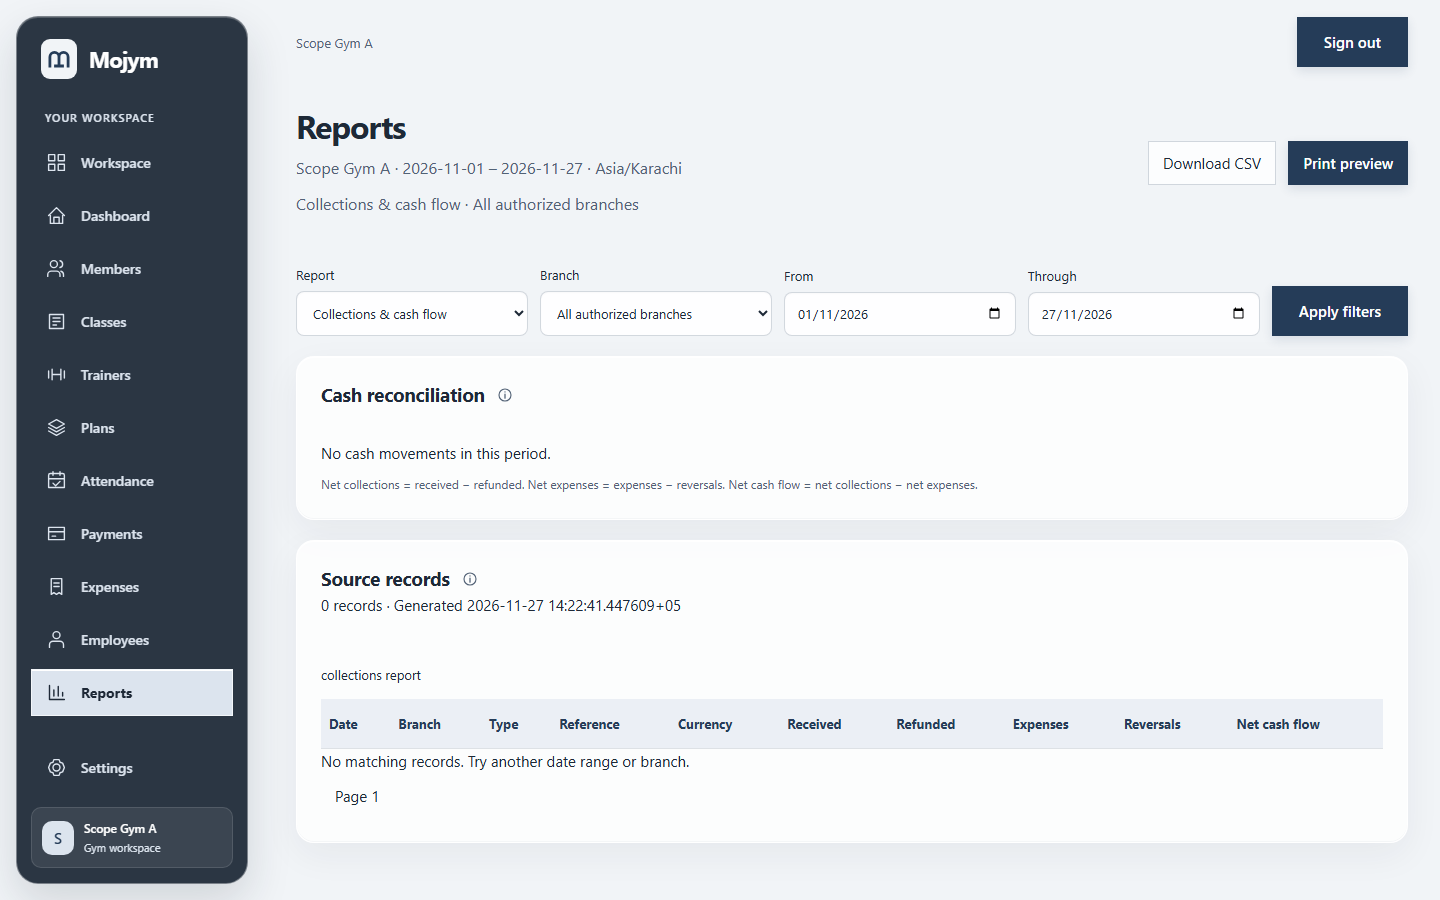 Mojym
YOUR WORKSPACE
Workspace
Dashboard
Members
Classes
Trainers
Plans
Attendance
Payments
Expenses
Employees
Reports
Settings
S
Scope Gym A
Gym workspace
Scope Gym A
Sign out
Reports
Scope Gym A · 2026-11-01 – 2026-11-27 · Asia/Karachi
Collections & cash flow · All authorized branches
Download CSV
Print preview
Report
Branch
From
Through
Collections & cash flow
All authorized branches
01/11/2026
27/11/2026
Apply filters
Cash reconciliation
No cash movements in this period.
Net collections = received − refunded. Net expenses = expenses − reversals. Net cash flow = net collections − net expenses.
Source records
0 records · Generated 2026-11-27 14:22:41.447609+05
collections report
Date Branch Type Reference Currency Received Refunded Expenses Reversals Net cash flow
No matching records. Try another date range or branch.
Page 1